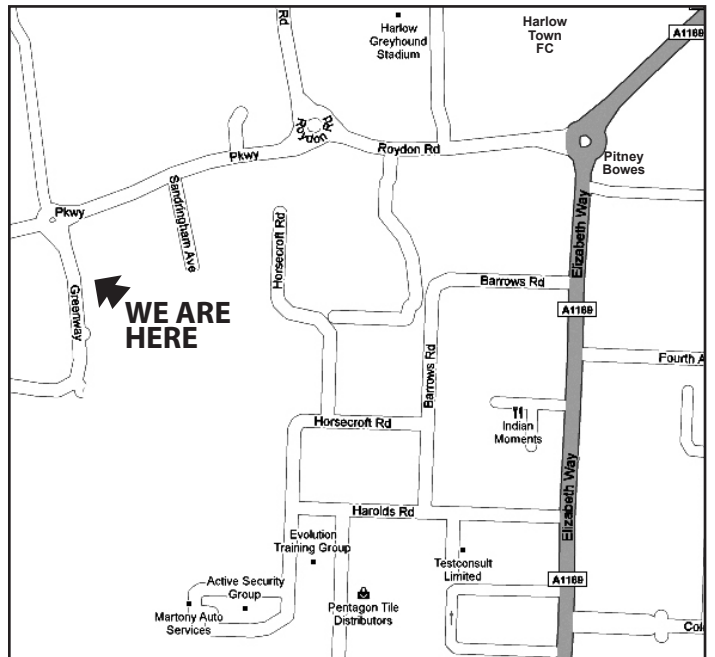 Rd
Harlow
Greyhound
Stadium
Harlow
Town
FC
A1169
Roydon
Rd
Pkwy
Roydon Rd
Pitney
Bowes
Sandringham Ave
Pkwy
Horsecroft Rd
Elizabeth Way
Greenway
WE ARE
HERE
Barrows Rd
A1169
Barrows Rd
Fourth A
Indian
Moments
Horsecroft Rd
Elizabeth Way
Harolds Rd
Evolution
Training Group
Testconsult
Limited
Active Security
Group
A1169
Martony Auto
Services
Pentagon Tile
Distributors
Col